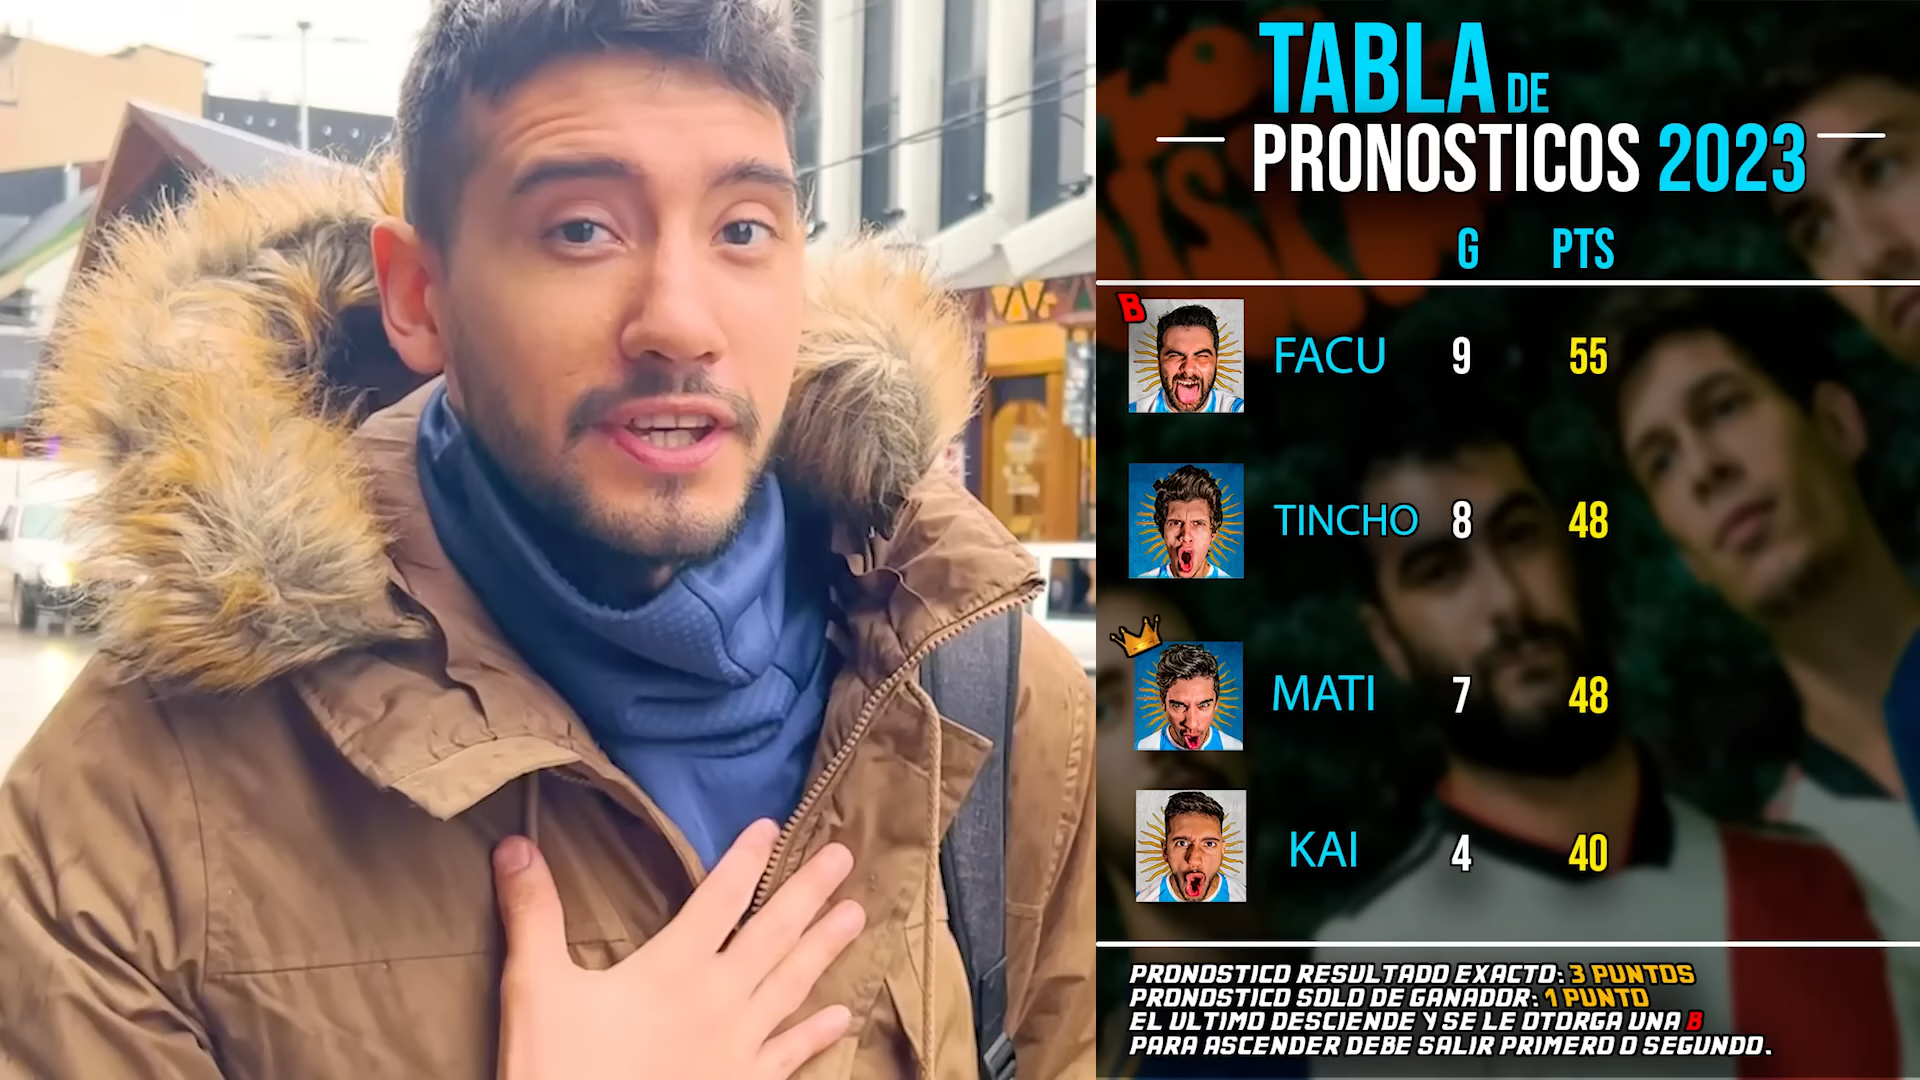 TABLA DE
PRONOSTICOS 2023
G PTS
B
FACU 9 55
TINCHO 8 48
MATI 7 48
KAI 4 40
PRONOSTICO RESULTADO EXACTO: 3 PUNTOS
PRONOSTICO SOLO DE GANADOR: 1 PUNTO
EL ULTIMO DESCIENDE Y SE LE OTORGA UNA B
PARA ASCENDER DEBE SALIR PRIMERO O SEGUNDO.